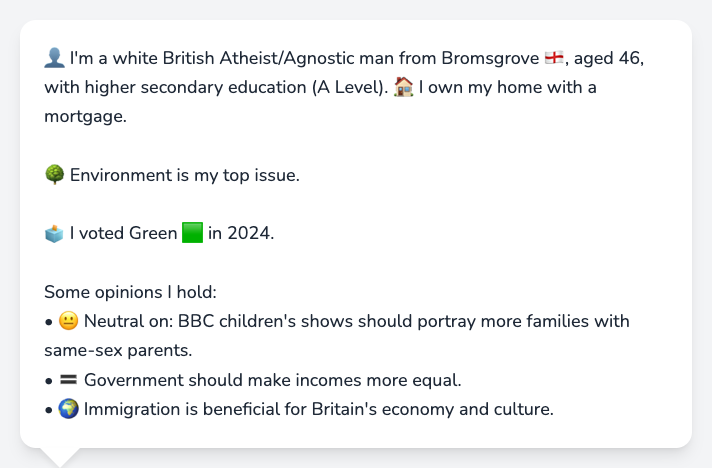 👤 I'm a white British Atheist/Agnostic man from Bromsgrove 🏴󠁧󠁢󠁥󠁮󠁧󠁿, aged 46,
with higher secondary education (A Level). 🏠 I own my home with a
mortgage.
🌳 Environment is my top issue.
🗳️ I voted Green 🟩 in 2024.
Some opinions I hold:
• 😐 Neutral on: BBC children's shows should portray more families with
same-sex parents.
• 🟰 Government should make incomes more equal.
• 🌍 Immigration is beneficial for Britain's economy and culture.